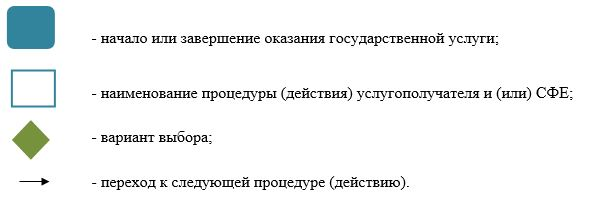 - начало или завершение оказания государственной услуги;
- наименование процедуры (действия) услугополучателя и (или) СФЕ;
- вариант выбора;
- переход к следующей процедуре (действию).